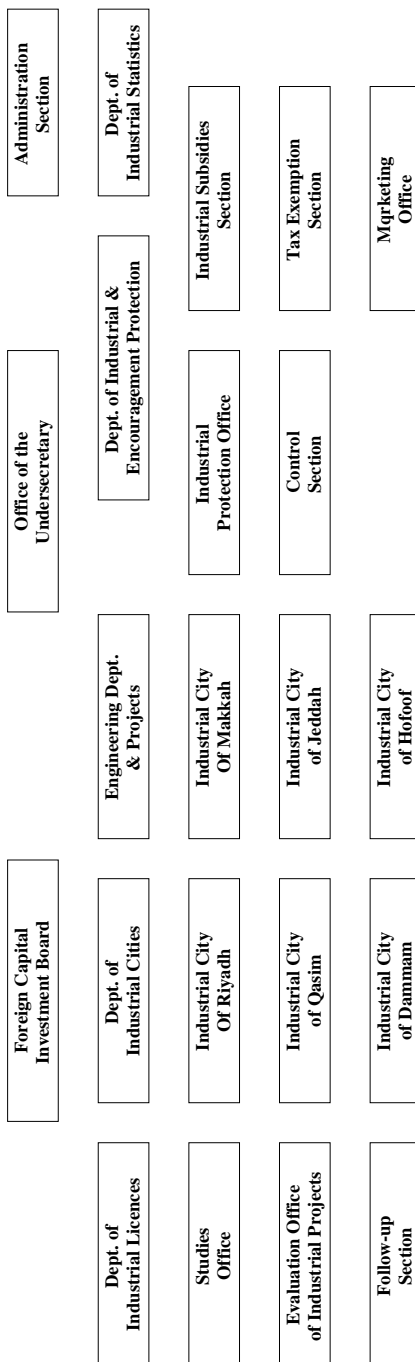 Foreign Capital
Investment Board
Office of the
Undersecretary
Administration
Section
Dept. of
Industrial Licences
Dept. of
Industrial Cities
Engineering Dept.
& Projects
Dept. of Industrial &
Encouragement Protection
Dept. of
Industrial Statistics
Studies
Office
Industrial City
Of Riyadh
Industrial City
Of Makkah
Industrial
Protection Office
Industrial Subsidies
Section
Evaluation Office
of Industrial Projects
Industrial City
of Qasim
Industrial City
of Jeddah
Control
Section
Tax Exemption
Section
Follow-up
Section
Industrial City
of Dammam
Industrial City
of Hofoof
Mqrketing
Office